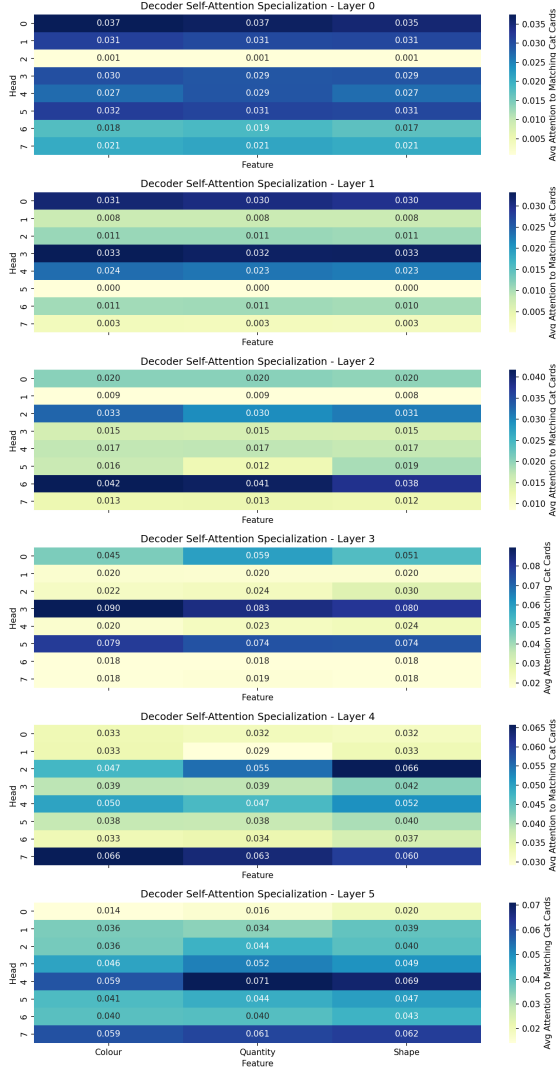 Decoder Self-Attention Specialization - Layer 0
0 0.037 0.037 0.035
1 0.031 0.031 0.031
2 0.001 0.001 0.001
3 0.030 0.029 0.029
4 0.027 0.029 0.027
5 0.032 0.031 0.031
6 0.018 0.019 0.017
7 0.021 0.021 0.021
Head
Feature
0.035
0.030
0.025
0.020
0.015
0.010
0.005
Avg Attention to Matching Cat Cards
Decoder Self-Attention Specialization - Layer 1
0 0.031 0.030 0.030
1 0.008 0.008 0.008
2 0.011 0.011 0.011
3 0.033 0.032 0.033
4 0.024 0.023 0.023
5 0.000 0.000 0.000
6 0.011 0.011 0.010
7 0.003 0.003 0.003
Head
Feature
0.030
0.025
0.020
0.015
0.010
0.005
Avg Attention to Matching Cat Cards
Decoder Self-Attention Specialization - Layer 2
0 0.020 0.020 0.020
1 0.009 0.009 0.008
2 0.033 0.030 0.031
3 0.015 0.015 0.015
4 0.017 0.017 0.017
5 0.016 0.012 0.019
6 0.042 0.041 0.038
7 0.013 0.013 0.012
Head
Feature
0.040
0.035
0.030
0.025
0.020
0.015
0.010
Avg Attention to Matching Cat Cards
Decoder Self-Attention Specialization - Layer 3
0 0.045 0.059 0.051
1 0.020 0.020 0.020
2 0.022 0.024 0.030
3 0.090 0.083 0.080
4 0.020 0.023 0.024
5 0.079 0.074 0.074
6 0.018 0.018 0.018
7 0.018 0.019 0.018
Head
Feature
0.08
0.07
0.06
0.05
0.04
0.03
0.02
Avg Attention to Matching Cat Cards
Decoder Self-Attention Specialization - Layer 4
0 0.033 0.032 0.032
1 0.033 0.029 0.033
2 0.047 0.055 0.066
3 0.039 0.039 0.042
4 0.050 0.047 0.052
5 0.038 0.038 0.040
6 0.033 0.034 0.037
7 0.066 0.063 0.060
Head
Feature
0.065
0.060
0.055
0.050
0.045
0.040
0.035
0.030
Avg Attention to Matching Cat Cards
Decoder Self-Attention Specialization - Layer 5
0 0.014 0.016 0.020
1 0.036 0.034 0.039
2 0.036 0.044 0.040
3 0.046 0.052 0.049
4 0.059 0.071 0.069
5 0.041 0.044 0.047
6 0.040 0.040 0.043
7 0.059 0.061 0.062
Head
Colour Quantity Shape
Feature
0.07
0.06
0.05
0.04
0.03
0.02
Avg Attention to Matching Cat Cards